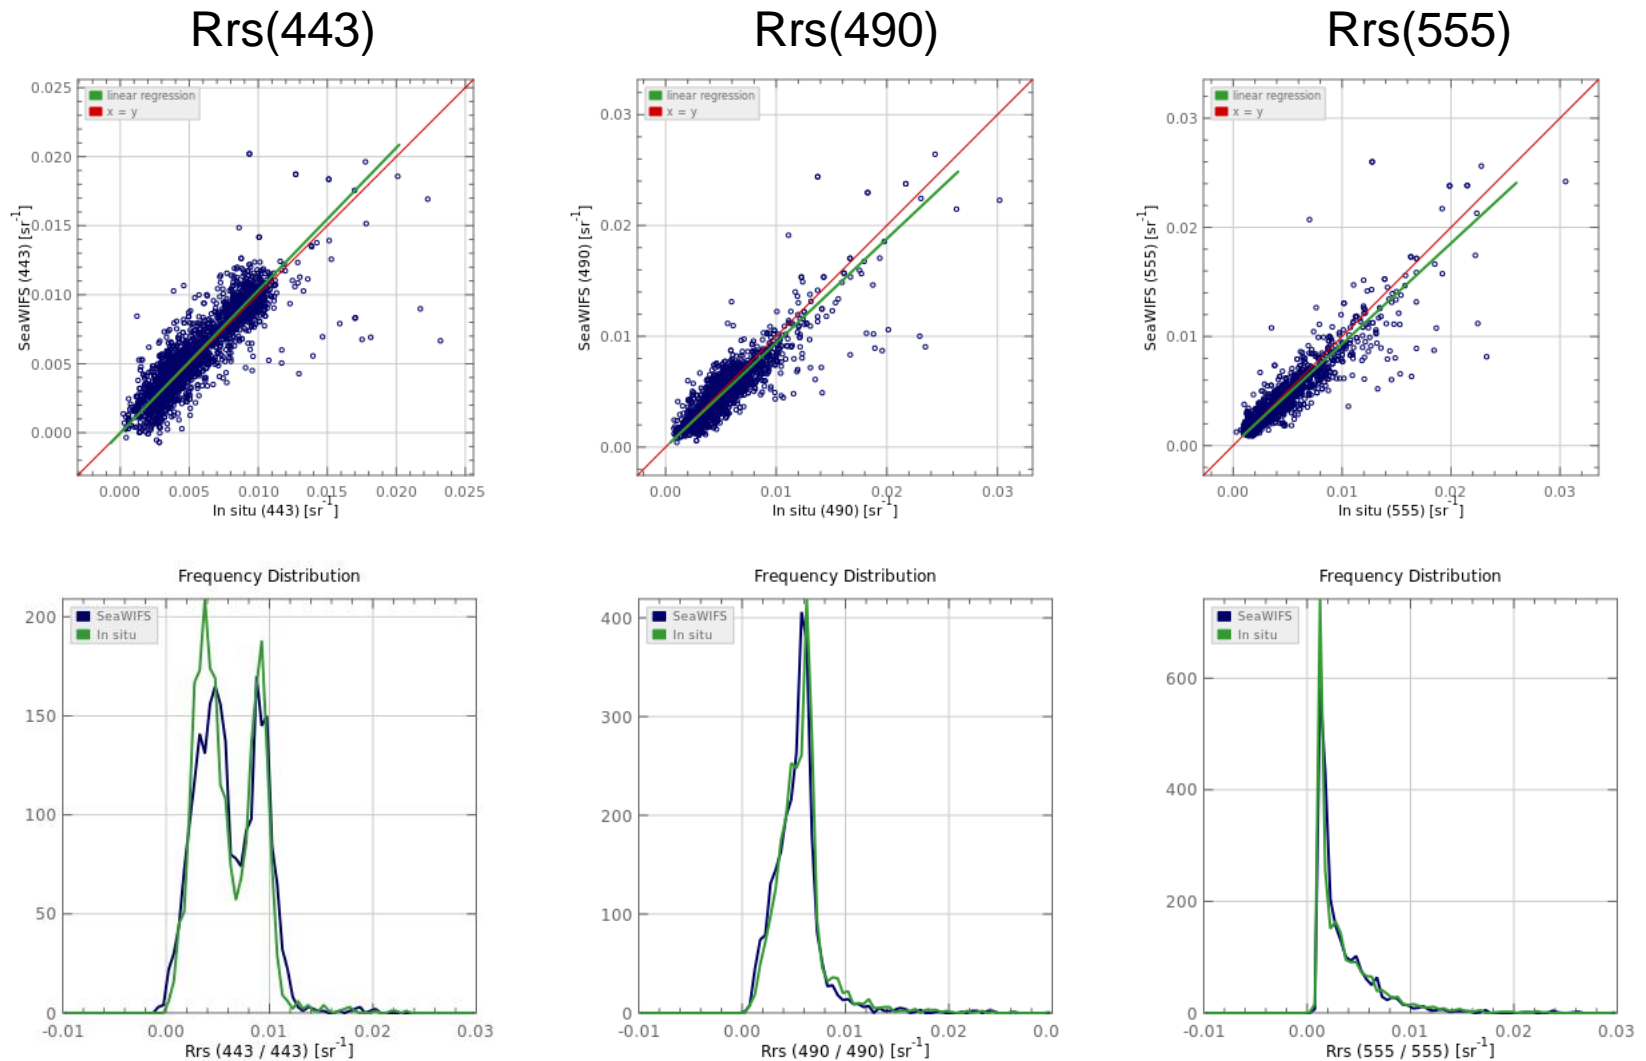 Rrs(443)
Rrs(490)
Rrs(555)
linear regression
x = y
0.025
0.020
0.015
0.010
0.005
0.000
SeaWIFS (443) [sr-1]
0.000 0.005 0.010 0.015 0.020 0.025
In situ (443) [sr-1]
linear regression
x = y
0.03
0.02
0.01
0.00
SeaWIFS (490) [sr-1]
0.00 0.01 0.02 0.03
In situ (490) [sr-1]
linear regression
x = y
0.03
0.02
0.01
0.00
SeaWIFS (555) [sr-1]
0.00 0.01 0.02 0.03
In situ (555) [sr-1]
Frequency Distribution
SeaWIFS
In situ
200
150
100
50
0
-0.01 0.00 0.01 0.02 0.03
Rrs (443 / 443) [sr-1]
Frequency Distribution
SeaWIFS
In situ
400
300
200
100
0
-0.01 0.00 0.01 0.02 0.0
Rrs (490 / 490) [sr-1]
Frequency Distribution
SeaWIFS
In situ
600
400
200
0
-0.01 0.00 0.01 0.02 0.03
Rrs (555 / 555) [sr-1]